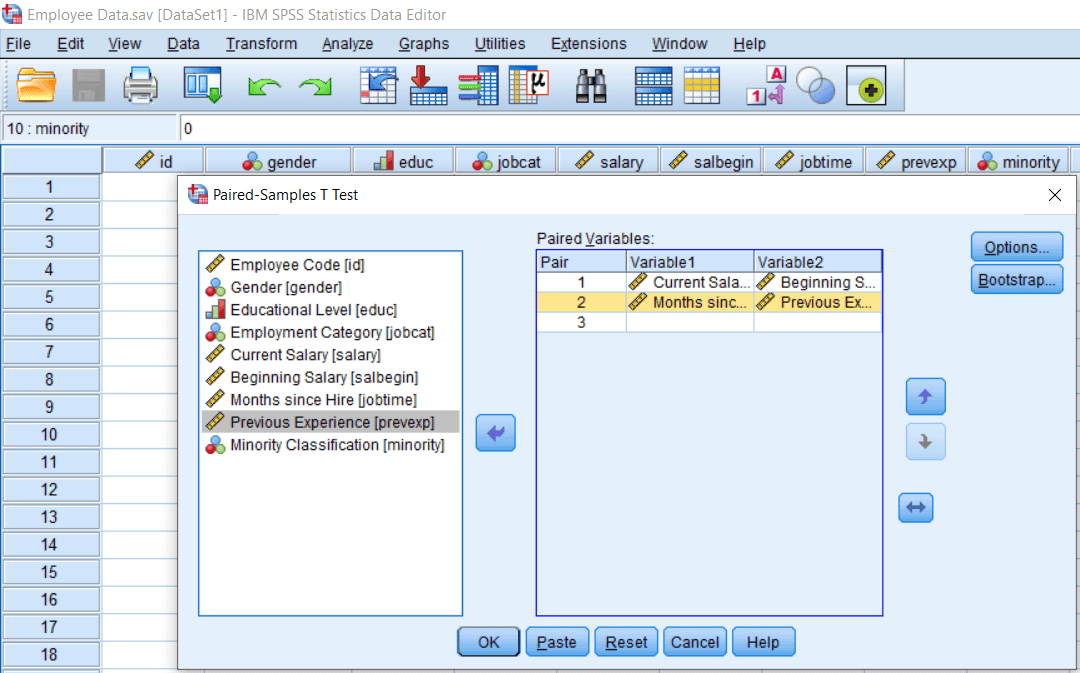 Employee Data.sav [DataSet1] - IBM SPSS Statistics Data Editor
File Edit View Data Transform Analyze Graphs Utilities Extensions Window Help
A
μ
1
10 : minority 0
id gender educ jobcat salary salbegin jobtime prevexp minority
1
2
3
4
5
6
7
8
9
10
11
12
13
14
15
16
17
18
Paired-Samples T Test
Employee Code [id]
Gender [gender]
Educational Level [educ]
Employment Category [jobcat]
Current Salary [salary]
Beginning Salary [salbegin]
Months since Hire [jobtime]
Previous Experience [prevexp]
Minority Classification [minority]
Paired Variables:
Pair Variable1 Variable2
1 Current Sala... Beginning S...
2 Months sinc... Previous Ex...
3
Options...
Bootstrap...
OK Paste Reset Cancel Help